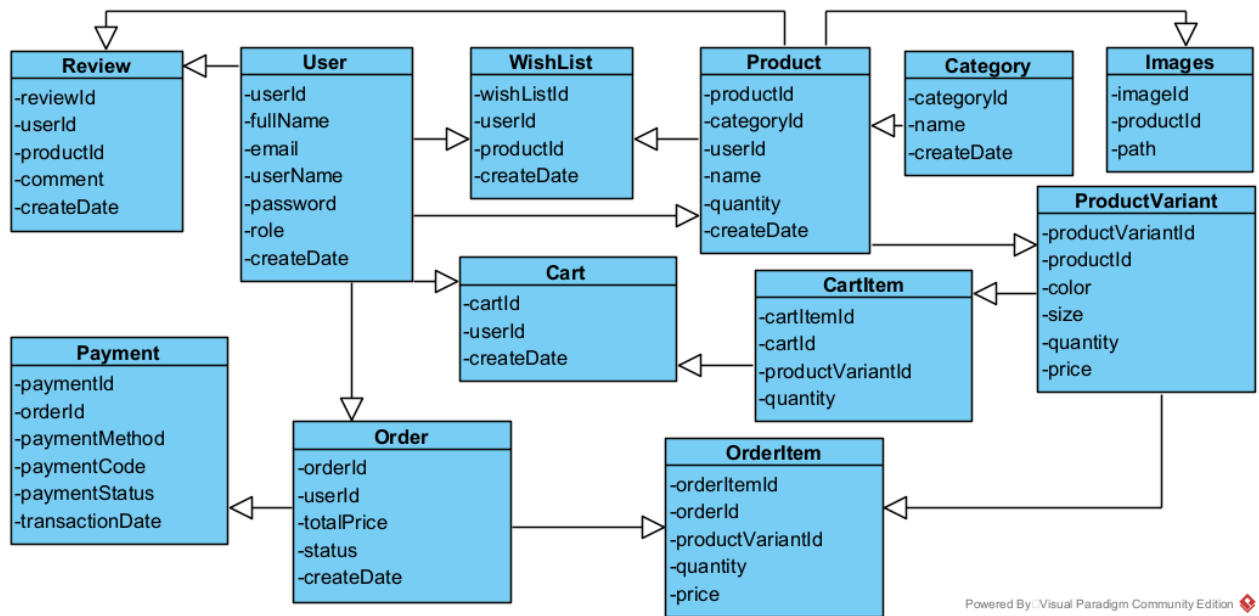 Review
-reviewId
-userId
-productId
-comment
-createDate
User
-userId
-fullName
-email
-userName
-password
-role
-createDate
WishList
-wishListId
-userId
-productId
-createDate
Product
-productId
-categoryId
-userId
-name
-quantity
-createDate
Category
-categoryId
-name
-createDate
Images
-imageId
-productId
-path
ProductVariant
-productVariantId
-productId
-color
-size
-quantity
-price
Cart
-cartId
-userId
-createDate
CartItem
-cartItemId
-cartId
-productVariantId
-quantity
Payment
-paymentId
-orderId
-paymentMethod
-paymentCode
-paymentStatus
-transactionDate
Order
-orderId
-userId
-totalPrice
-status
-createDate
OrderItem
-orderItemId
-orderId
-productVariantId
-quantity
-price
Powered By Visual Paradigm Community Edition